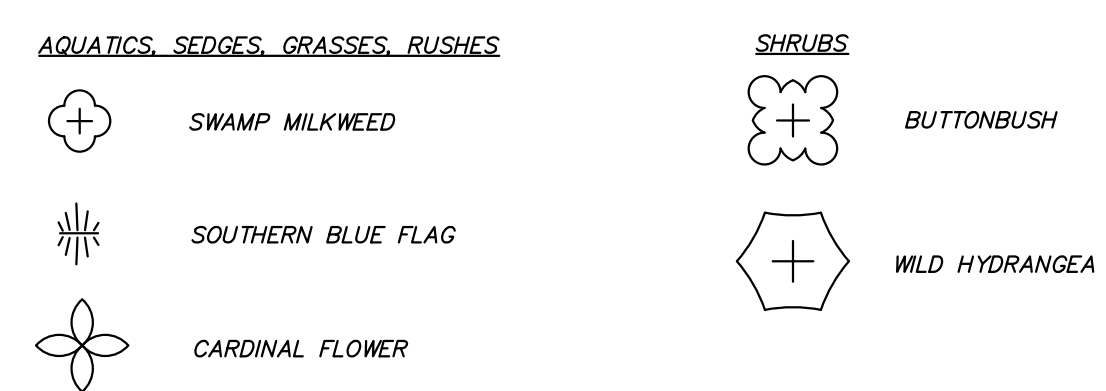 AQUATICS, SEDGES, GRASSES, RUSHES
SWAMP MILKWEED
SOUTHERN BLUE FLAG
CARDINAL FLOWER
SHRUBS
BUTTONBUSH
WILD HYDRANGEA